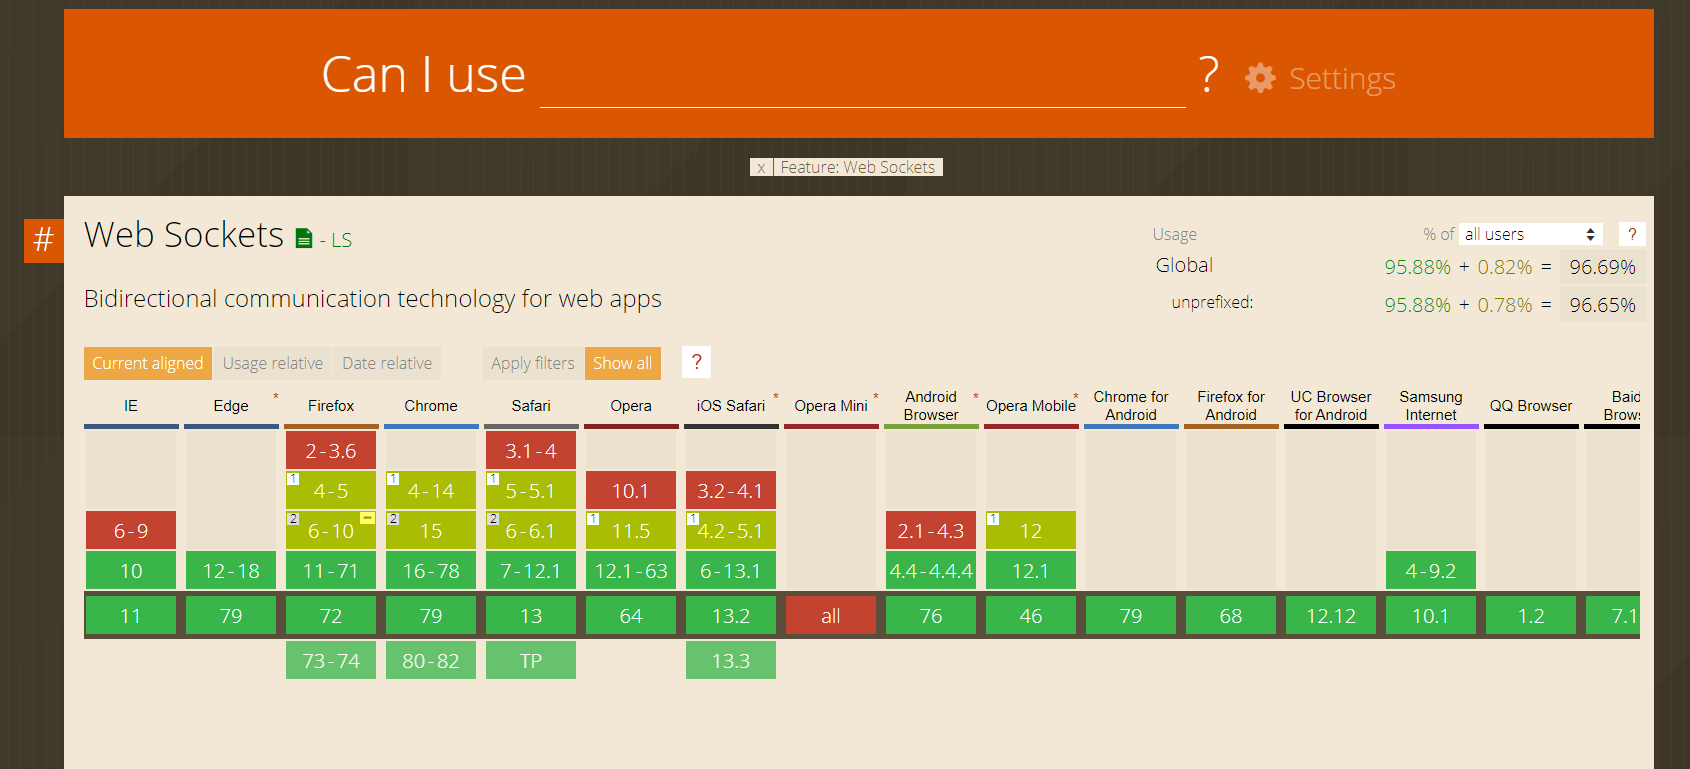 Can I use ? Settings
x Feature: Web Sockets
# Web Sockets - LS
Usage % of all users ?
Global 95.88% + 0.82% = 96.69%
Bidirectional communication technology for web apps
unprefixed: 95.88% + 0.78% = 96.65%
Current aligned Usage relative Date relative Apply filters Show all ?
IE Edge * Firefox Chrome Safari Opera iOS Safari * Opera Mini * Android Browser * Opera Mobile * Chrome for Android Firefox for Android UC Browser for Android Samsung Internet QQ Browser Baid Brows
2-3.6 3.1-4
1 4-5 1 4-14 1 5-5.1 10.1 3.2-4.1
6-9 2 6-10 2 15 2 6-6.1 1 11.5 1 4.2-5.1 2.1-4.3 1 12
10 12-18 11-71 16-78 7-12.1 12.1-63 6-13.1 4.4-4.4.4 12.1 4-9.2
11 79 72 79 13 64 13.2 all 76 46 79 68 12.12 10.1 1.2 7.1
73-74 80-82 TP 13.3